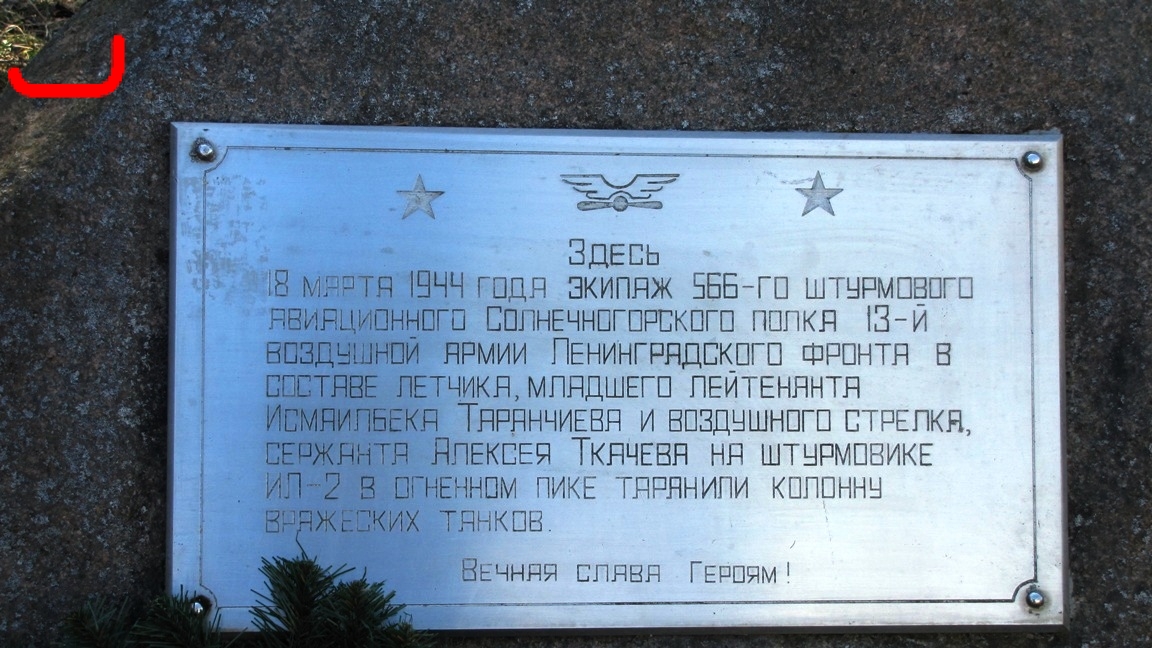 Здесь
18 марта 1944 года экипаж 566-го штурмового
авиационного Солнечногорского полка 13-й
воздушной армии Ленинградского фронта в
составе летчика, младшего лейтенанта
Исмаилбека Таранчиева и воздушного стрелка,
сержанта Алексея Ткачева на штурмовике
ИЛ-2 в огненном пике таранили колонну
вражеских танков.
Вечная слава Героям!